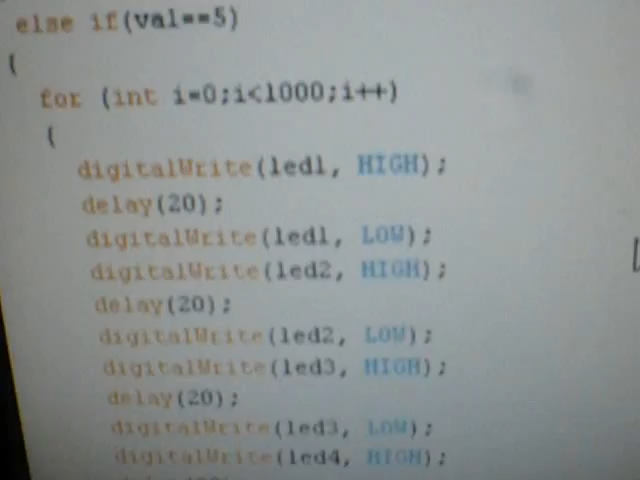 else if(val==5)
{
for (int i=0;i<1000;i++)
{
digitalWrite(led1, HIGH);
delay(20);
digitalWrite(led1, LOW);
digitalWrite(led2, HIGH);
delay(20);
digitalWrite(led2, LOW);
digitalWrite(led3, HIGH);
delay(20);
digitalWrite(led3, LOW);
digitalWrite(led4, HIGH);